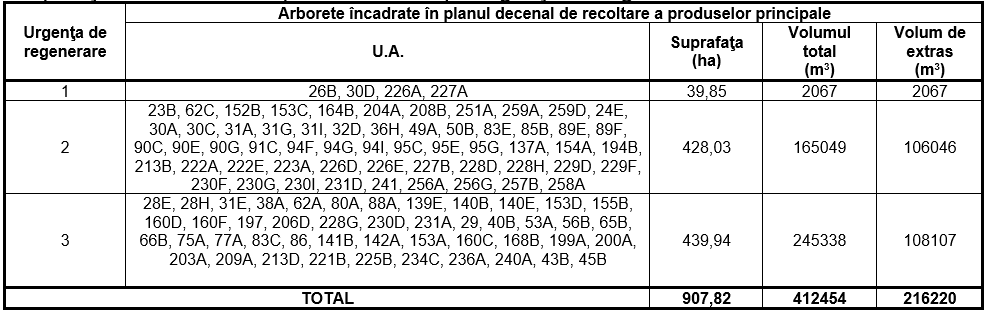 Arborete încadrate în planul decenal de recoltare a produselor principale
Urgenţa de regenerare
U.A.
Suprafaţa (ha)
Volumul total (m³)
Volum de extras (m³)
1
26B, 30D, 226A, 227A
39,85
2067
2067
2
23B, 62C, 152B, 153C, 164B, 204A, 208B, 251A, 259A, 259D, 24E,
30A, 30C, 31A, 31G, 31I, 32D, 36H, 49A, 50B, 83E, 85B, 89E, 89F,
90C, 90E, 90G, 91C, 94F, 94G, 94I, 95C, 95E, 95G, 137A, 154A, 194B,
213B, 222A, 222E, 223A, 226D, 226E, 227B, 228D, 228H, 229D, 229F,
230F, 230G, 230I, 231D, 241, 256A, 256G, 257B, 258A
428,03
165049
106046
3
28E, 28H, 31E, 38A, 62A, 80A, 88A, 139E, 140B, 140E, 153D, 155B,
160D, 160F, 197, 206D, 228G, 230D, 231A, 29, 40B, 53A, 56B, 65B,
66B, 75A, 77A, 83C, 86, 141B, 142A, 153A, 160C, 168B, 199A, 200A,
203A, 209A, 213D, 221B, 225B, 234C, 236A, 240A, 43B, 45B
439,94
245338
108107
TOTAL
907,82
412454
216220